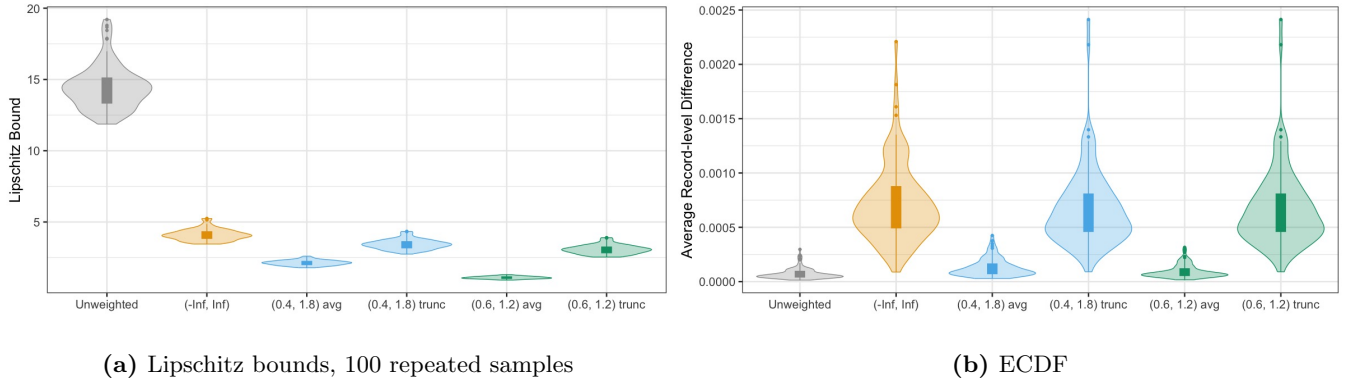 20
15
10
5
Lipschitz Bound
Unweighted
(-Inf, Inf)
(0.4, 1.8) avg
(0.4, 1.8) trunc
(0.6, 1.2) avg
(0.6, 1.2) trunc
(a) Lipschitz bounds, 100 repeated samples
0.0025
0.0020
0.0015
0.0010
0.0005
0.0000
Average Record-level Difference
Unweighted
(-Inf, Inf)
(0.4, 1.8) avg
(0.4, 1.8) trunc
(0.6, 1.2) avg
(0.6, 1.2) trunc
(b) ECDF